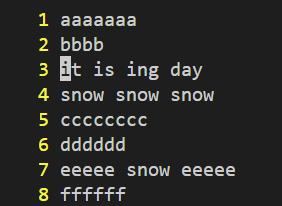 1 aaaaaaa
2 bbbb
3 it is ing day
4 snow snow snow
5 cccccccc
6 dddddd
7 eeeee snow eeeee
8 ffffff